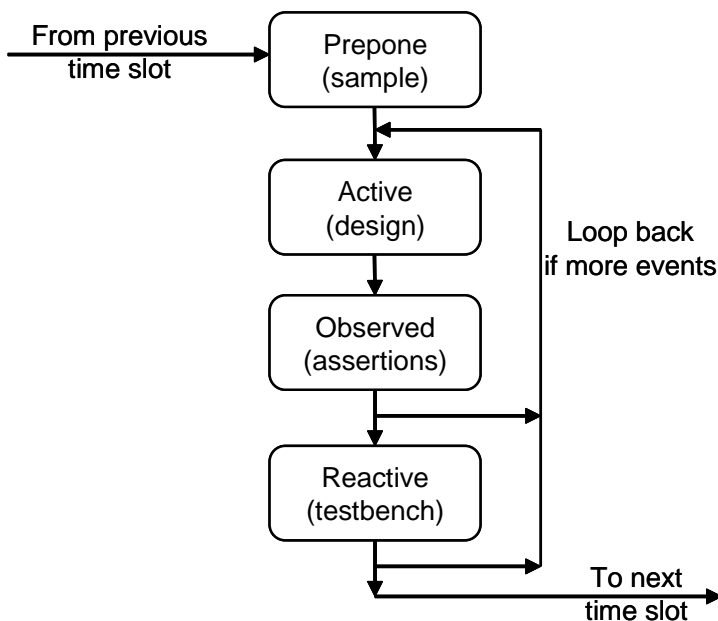 From previous
time slot
Prepone
(sample)
Active
(design)
Loop back
if more events
Observed
(assertions)
Reactive
(testbench)
To next
time slot